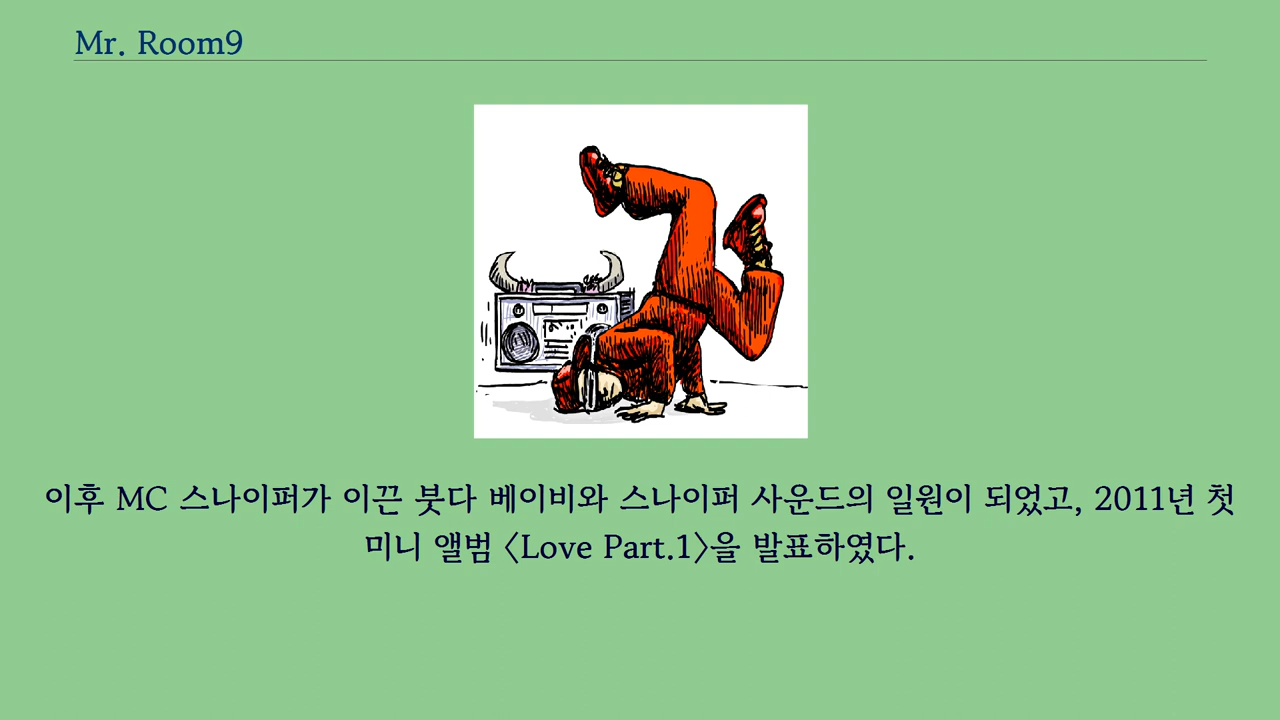 Mr. Room9
이후 MC 스나이퍼가 이끈 붓다 베이비와 스나이퍼 사운드의 일원이 되었고, 2011년 첫
미니 앨범 〈Love Part.1〉을 발표하였다.